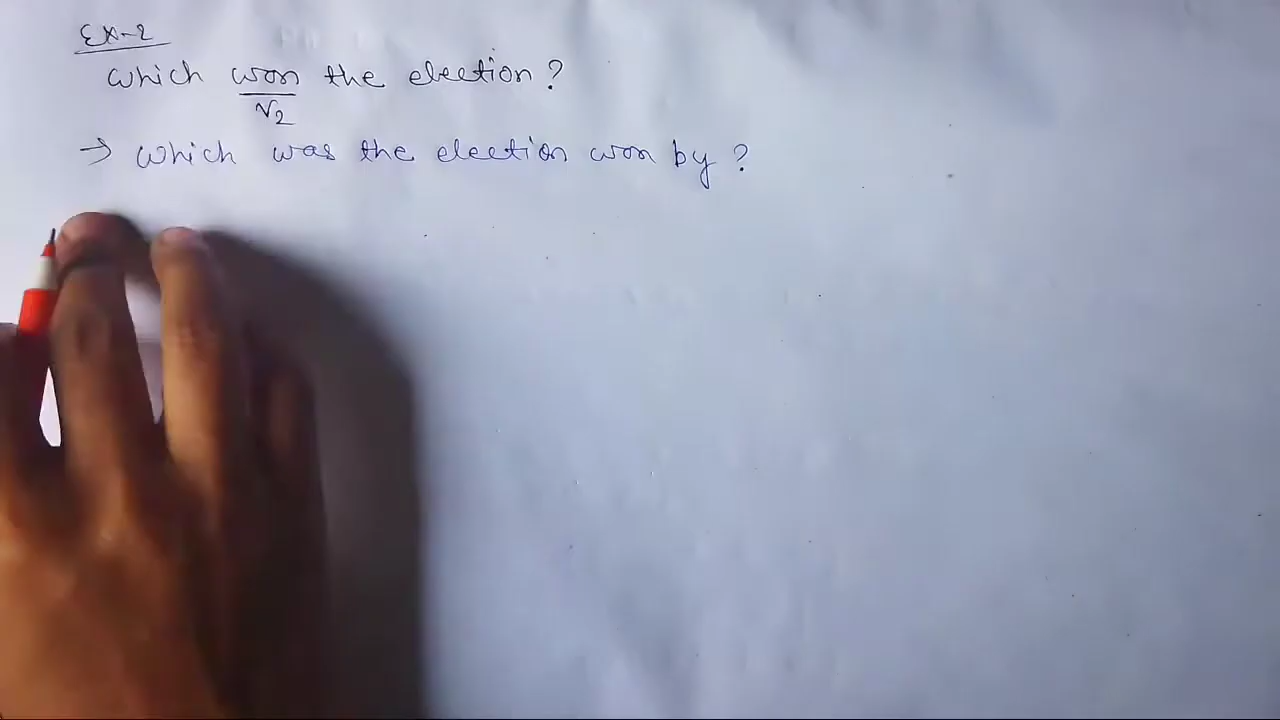 Ex-2
Which won the election ?
V2
→ Which was the election won by ?